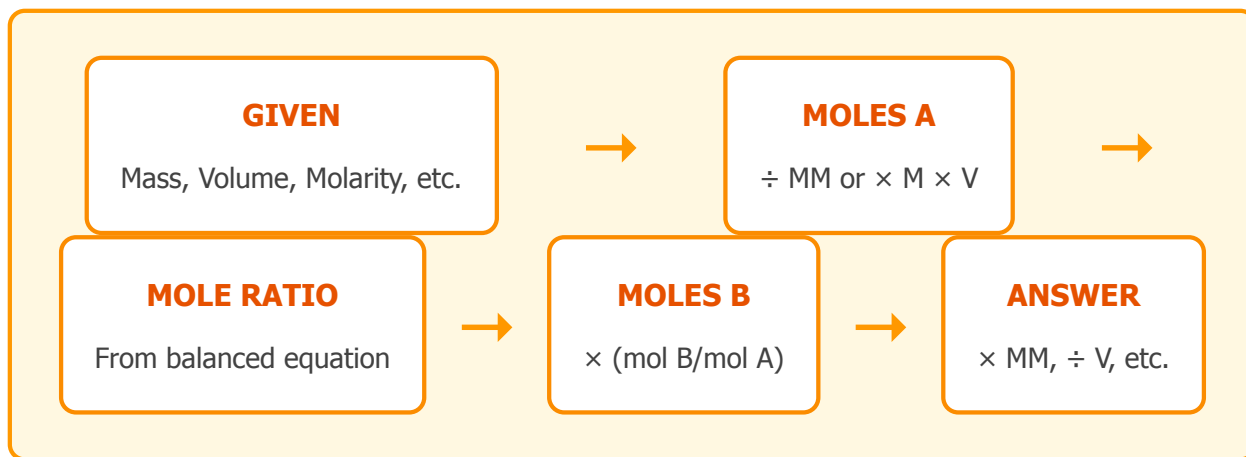 GIVEN
Mass, Volume, Molarity, etc.
→
MOLES A
÷ MM or × M × V
→
MOLE RATIO
From balanced equation
→
MOLES B
× (mol B/mol A)
→
ANSWER
× MM, ÷ V, etc.